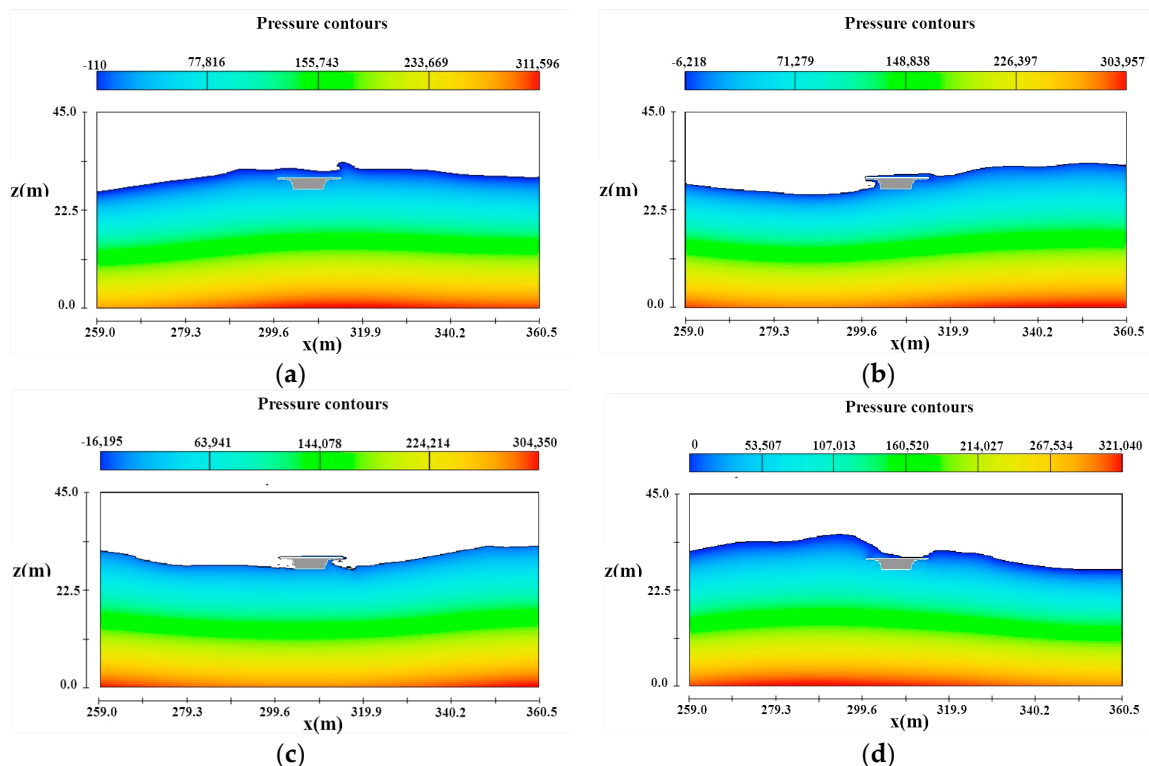 Pressure contours
-110 77,816 155,743 233,669 311,596
45.0
z(m)
22.5
0.0
259.0 279.3 299.6 319.9 340.2 360.5
x(m)
(a)
Pressure contours
-6,218 71,279 148,838 226,397 303,957
45.0
z(m)
22.5
0.0
259.0 279.3 299.6 319.9 340.2 360.5
x(m)
(b)
Pressure contours
-16,195 63,941 144,078 224,214 304,350
45.0
z(m)
22.5
0.0
259.0 279.3 299.6 319.9 340.2 360.5
x(m)
(c)
Pressure contours
0 53,507 107,013 160,520 214,027 267,534 321,040
45.0
z(m)
22.5
0.0
259.0 279.3 299.6 319.9 340.2 360.5
x(m)
(d)